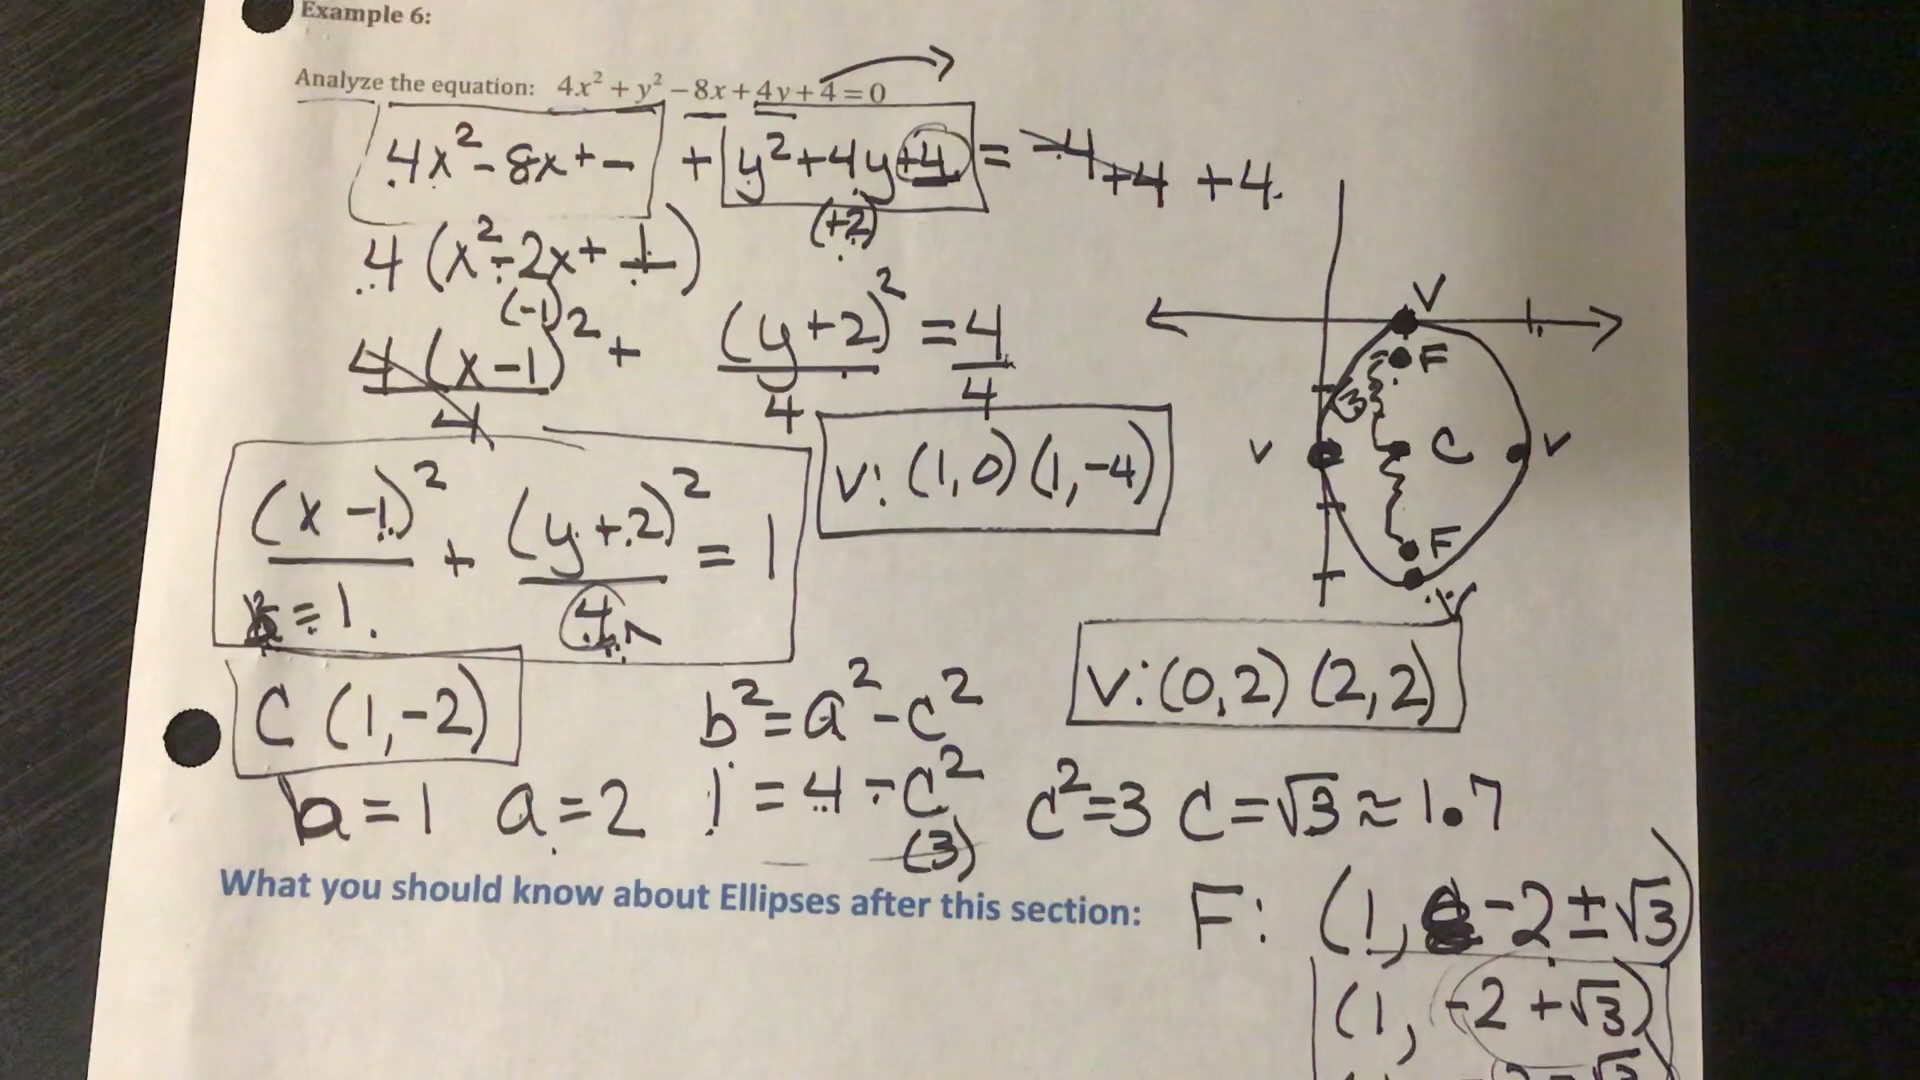 Example 6:
Analyze the equation: 4x² + y² − 8x + 4y + 4 = 0
4x² - 8x + _ + y² + 4y +4 = -4 +4 +4
(+2)
4 (x² - 2x + 1)
(-1)
4 (x - 1)² + (y + 2)² = 4
4 4 4
V: (1, 0) (1, -4)
(x - 1)² + (y + 2)² = 1
= 1 4
V
F
3
V C V
F
V
V: (0, 2) (2, 2)
C (1, -2)
b² = a² - c²
b = 1 a = 2 1 = 4 - c² c² = 3 c = √3 ≈ 1.7
(3)
What you should know about Ellipses after this section:
F: (1, -2 ± √3)
(1, -2 + √3)